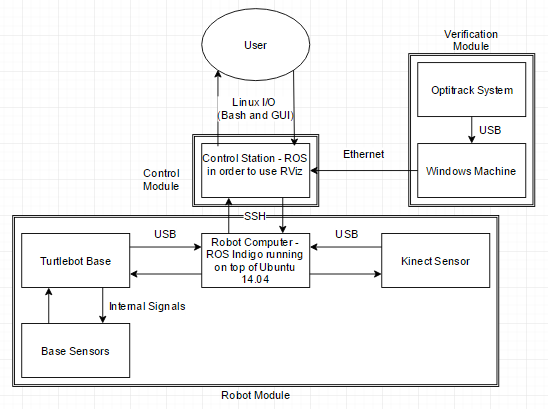 Verification
Module
User
Optitrack System
Linux I/O
(Bash and GUI)
USB
Ethernet
Control
Module
Control Station - ROS
in order to use RViz
Windows Machine
SSH
USB
USB
Turtlebot Base
Robot Computer -
ROS Indigo running
on top of Ubuntu
14.04
Kinect Sensor
Internal Signals
Base Sensors
Robot Module